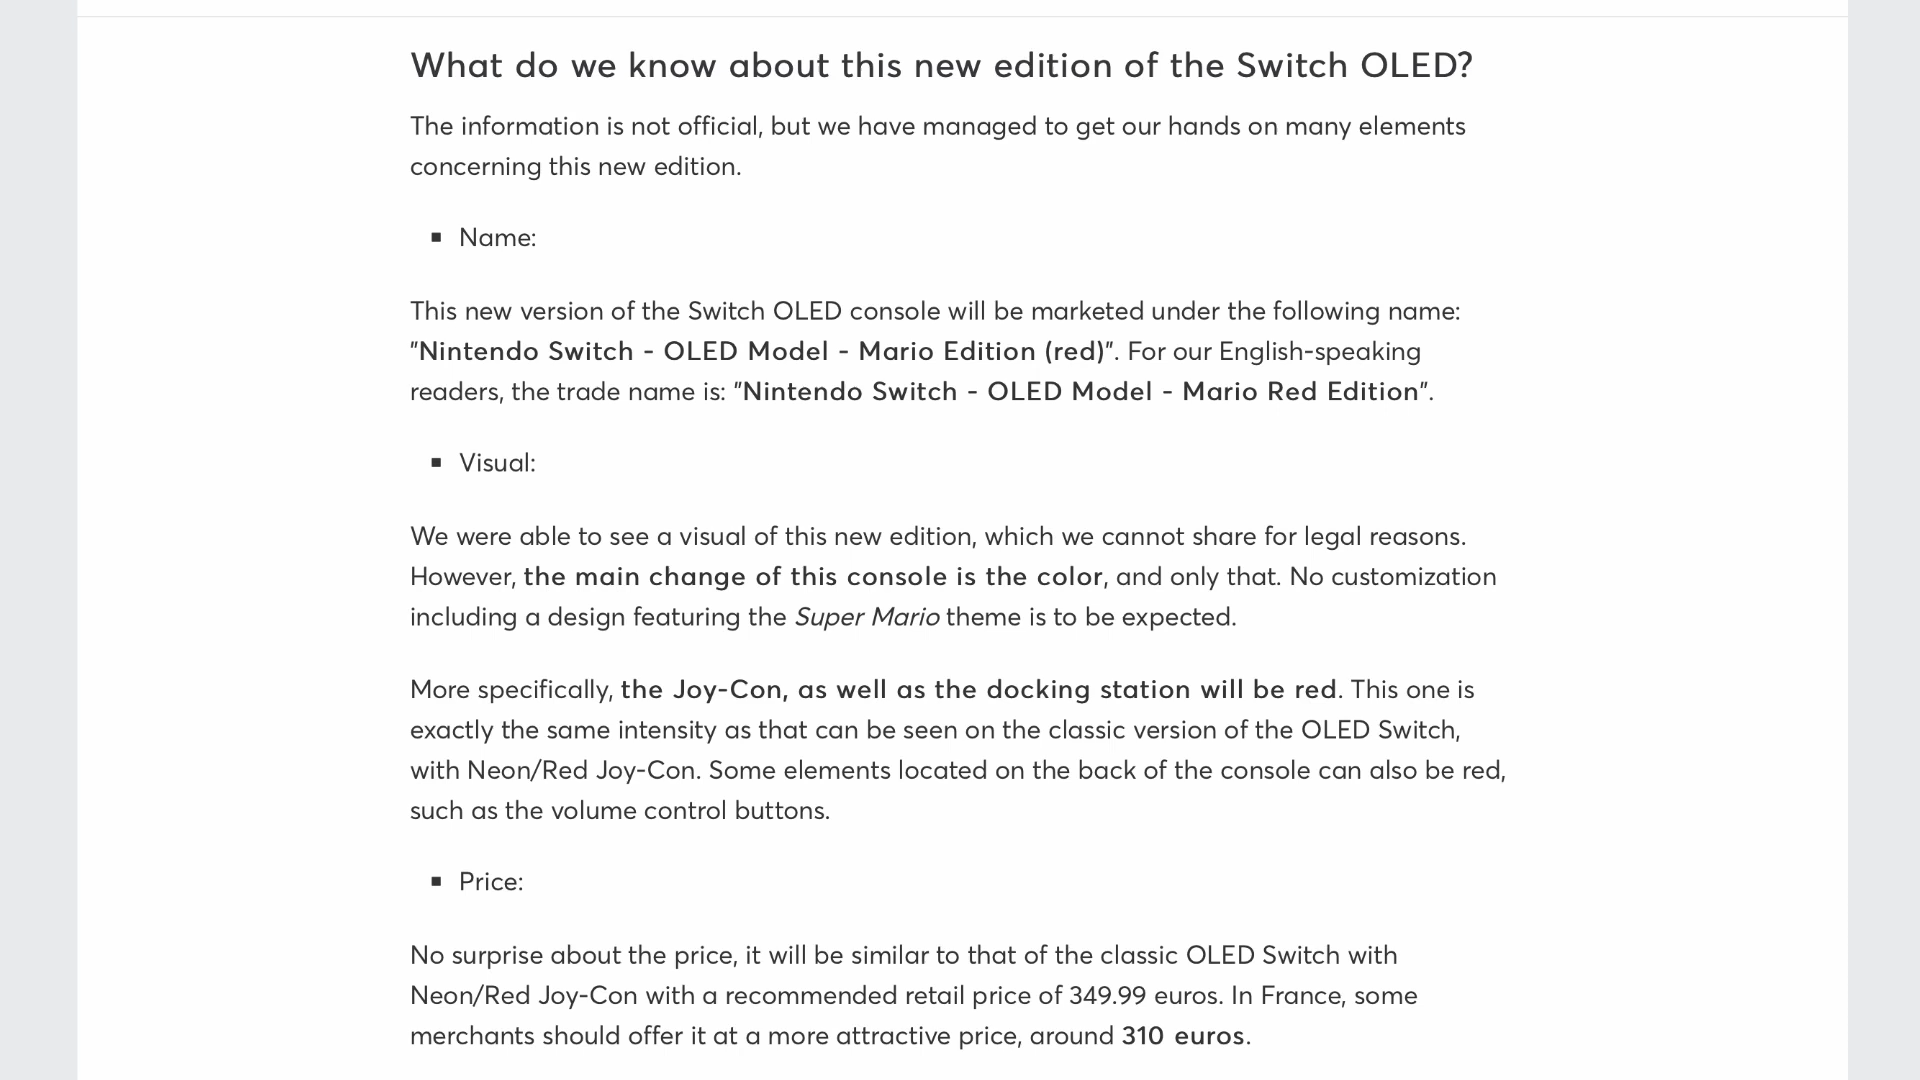 What do we know about this new edition of the Switch OLED?
The information is not official, but we have managed to get our hands on many elements
concerning this new edition.
▪ Name:
This new version of the Switch OLED console will be marketed under the following name:
"Nintendo Switch - OLED Model - Mario Edition (red)". For our English-speaking
readers, the trade name is: "Nintendo Switch - OLED Model - Mario Red Edition".
▪ Visual:
We were able to see a visual of this new edition, which we cannot share for legal reasons.
However, the main change of this console is the color, and only that. No customization
including a design featuring the Super Mario theme is to be expected.
More specifically, the Joy-Con, as well as the docking station will be red. This one is
exactly the same intensity as that can be seen on the classic version of the OLED Switch,
with Neon/Red Joy-Con. Some elements located on the back of the console can also be red,
such as the volume control buttons.
▪ Price:
No surprise about the price, it will be similar to that of the classic OLED Switch with
Neon/Red Joy-Con with a recommended retail price of 349.99 euros. In France, some
merchants should offer it at a more attractive price, around 310 euros.